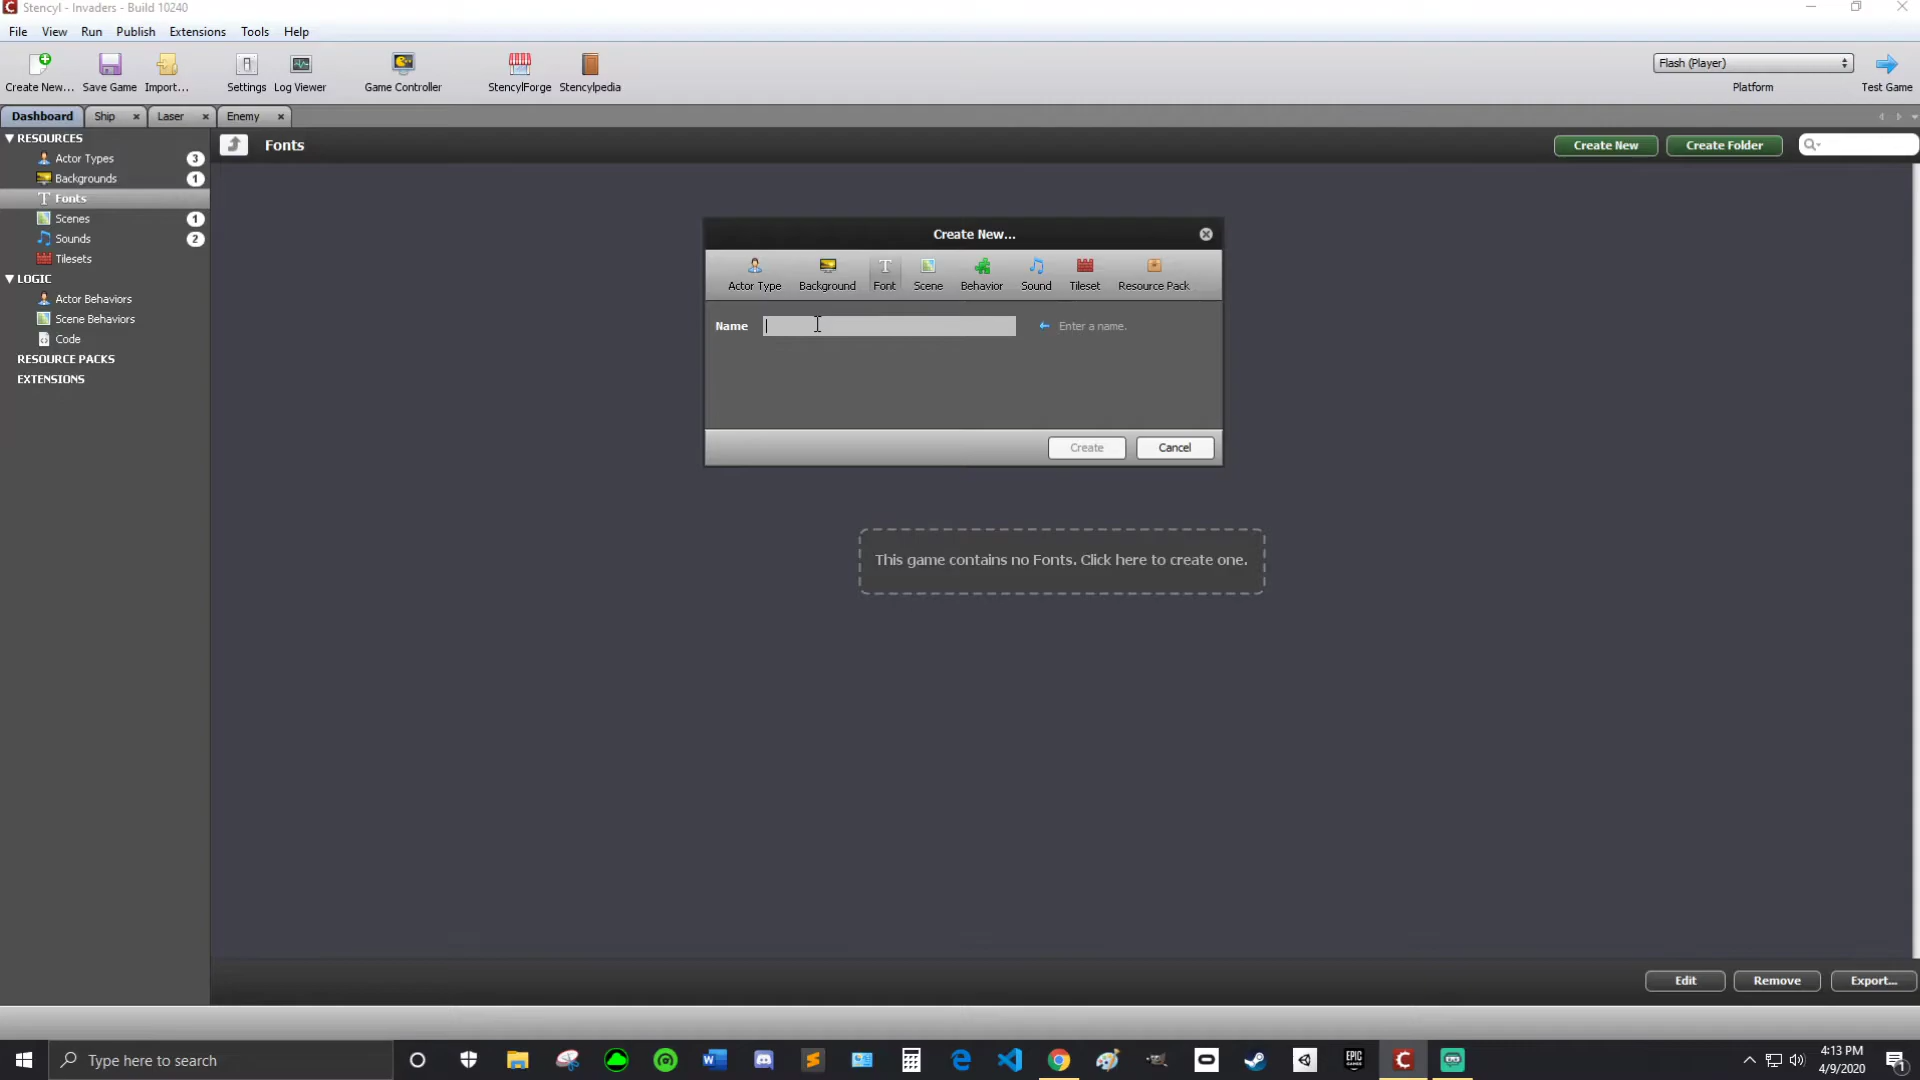 Stencyl - Invaders - Build 10240
File View Run Publish Extensions Tools Help
Create New... Save Game Import... Settings Log Viewer Game Controller StencylForge Stencylpedia
Flash (Player)
Platform
Test Game
Dashboard Ship Laser Enemy
RESOURCES
Actor Types 3
Backgrounds 1
Fonts
Scenes 1
Sounds 2
Tilesets
LOGIC
Actor Behaviors
Scene Behaviors
Code
RESOURCE PACKS
EXTENSIONS
Fonts
Create New Create Folder
Create New...
Actor Type Background Font Scene Behavior Sound Tileset Resource Pack
Name Enter a name.
Create Cancel
This game contains no Fonts. Click here to create one.
Edit Remove Export...
Type here to search
EPIC GAMES
4:13 PM
4/9/2020
1